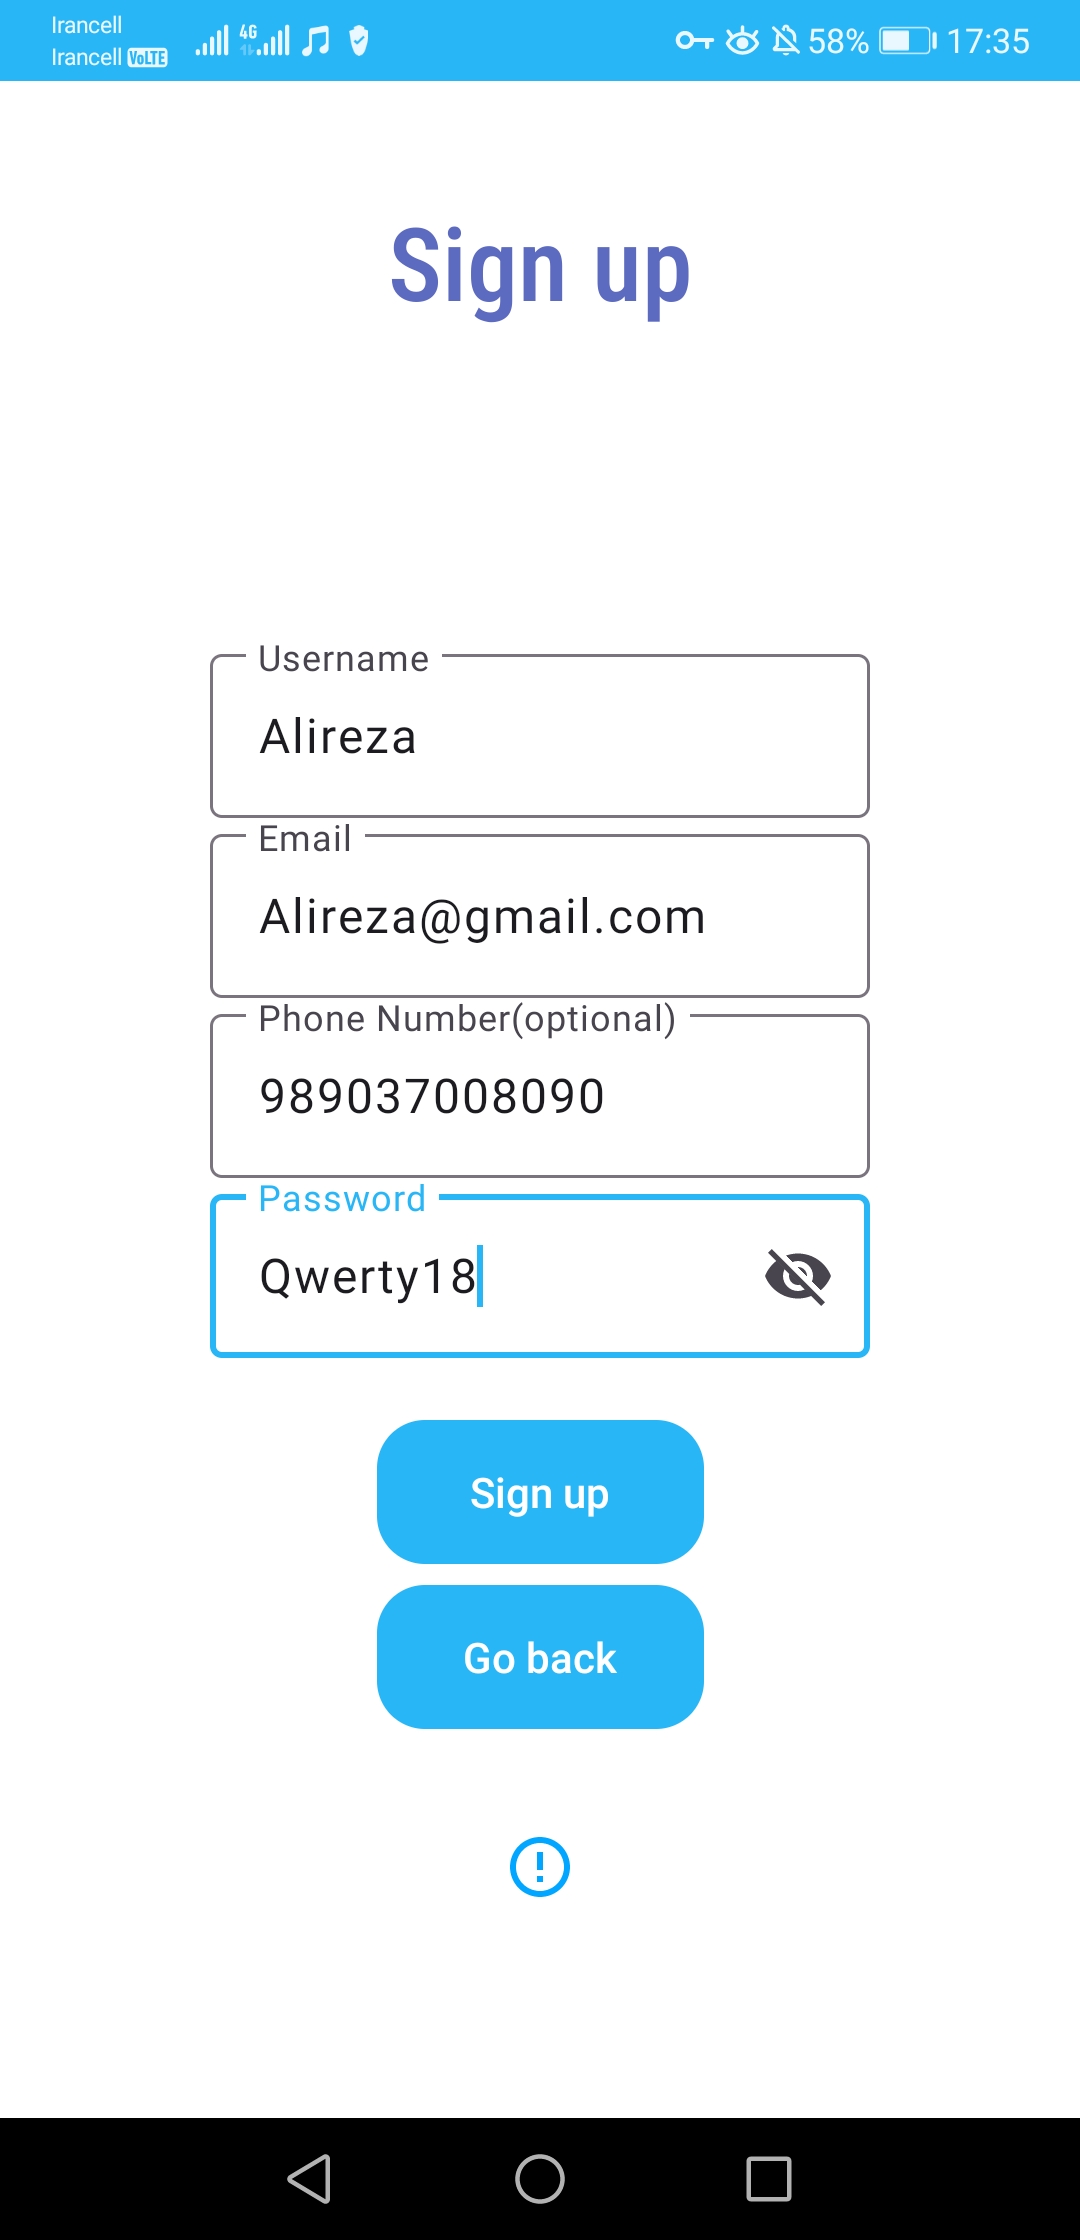 Irancell
Irancell VoLTE 4G 58% 17:35
Sign up
Username
Alireza
Email
Alireza@gmail.com
Phone Number(optional)
989037008090
Password
Qwerty18
Sign up
Go back